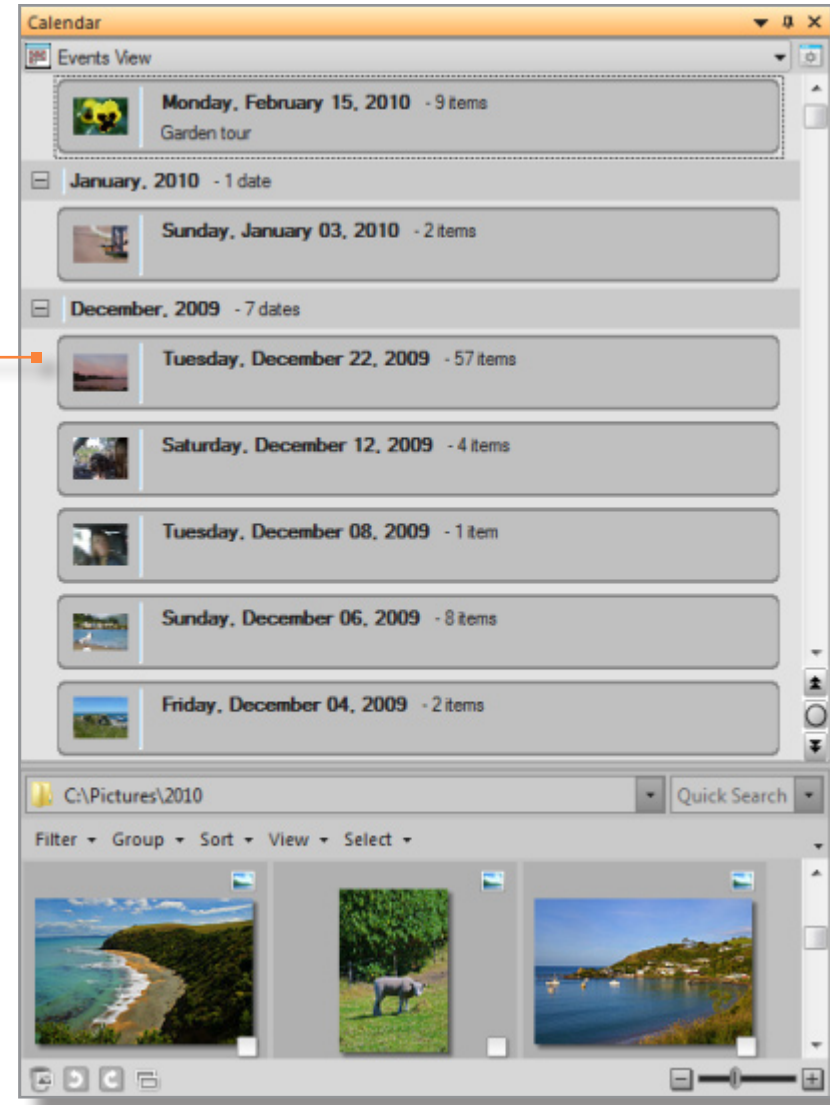 Calendar
Events View
Monday, February 15, 2010 - 9 items
Garden tour
January, 2010 - 1 date
Sunday, January 03, 2010 - 2 items
December, 2009 - 7 dates
Tuesday, December 22, 2009 - 57 items
Saturday, December 12, 2009 - 4 items
Tuesday, December 08, 2009 - 1 item
Sunday, December 06, 2009 - 8 items
Friday, December 04, 2009 - 2 items
C:\Pictures\2010 Quick Search
Filter Group Sort View Select